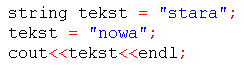 string tekst = "stara";
tekst = "nowa";
cout<<tekst<<endl;